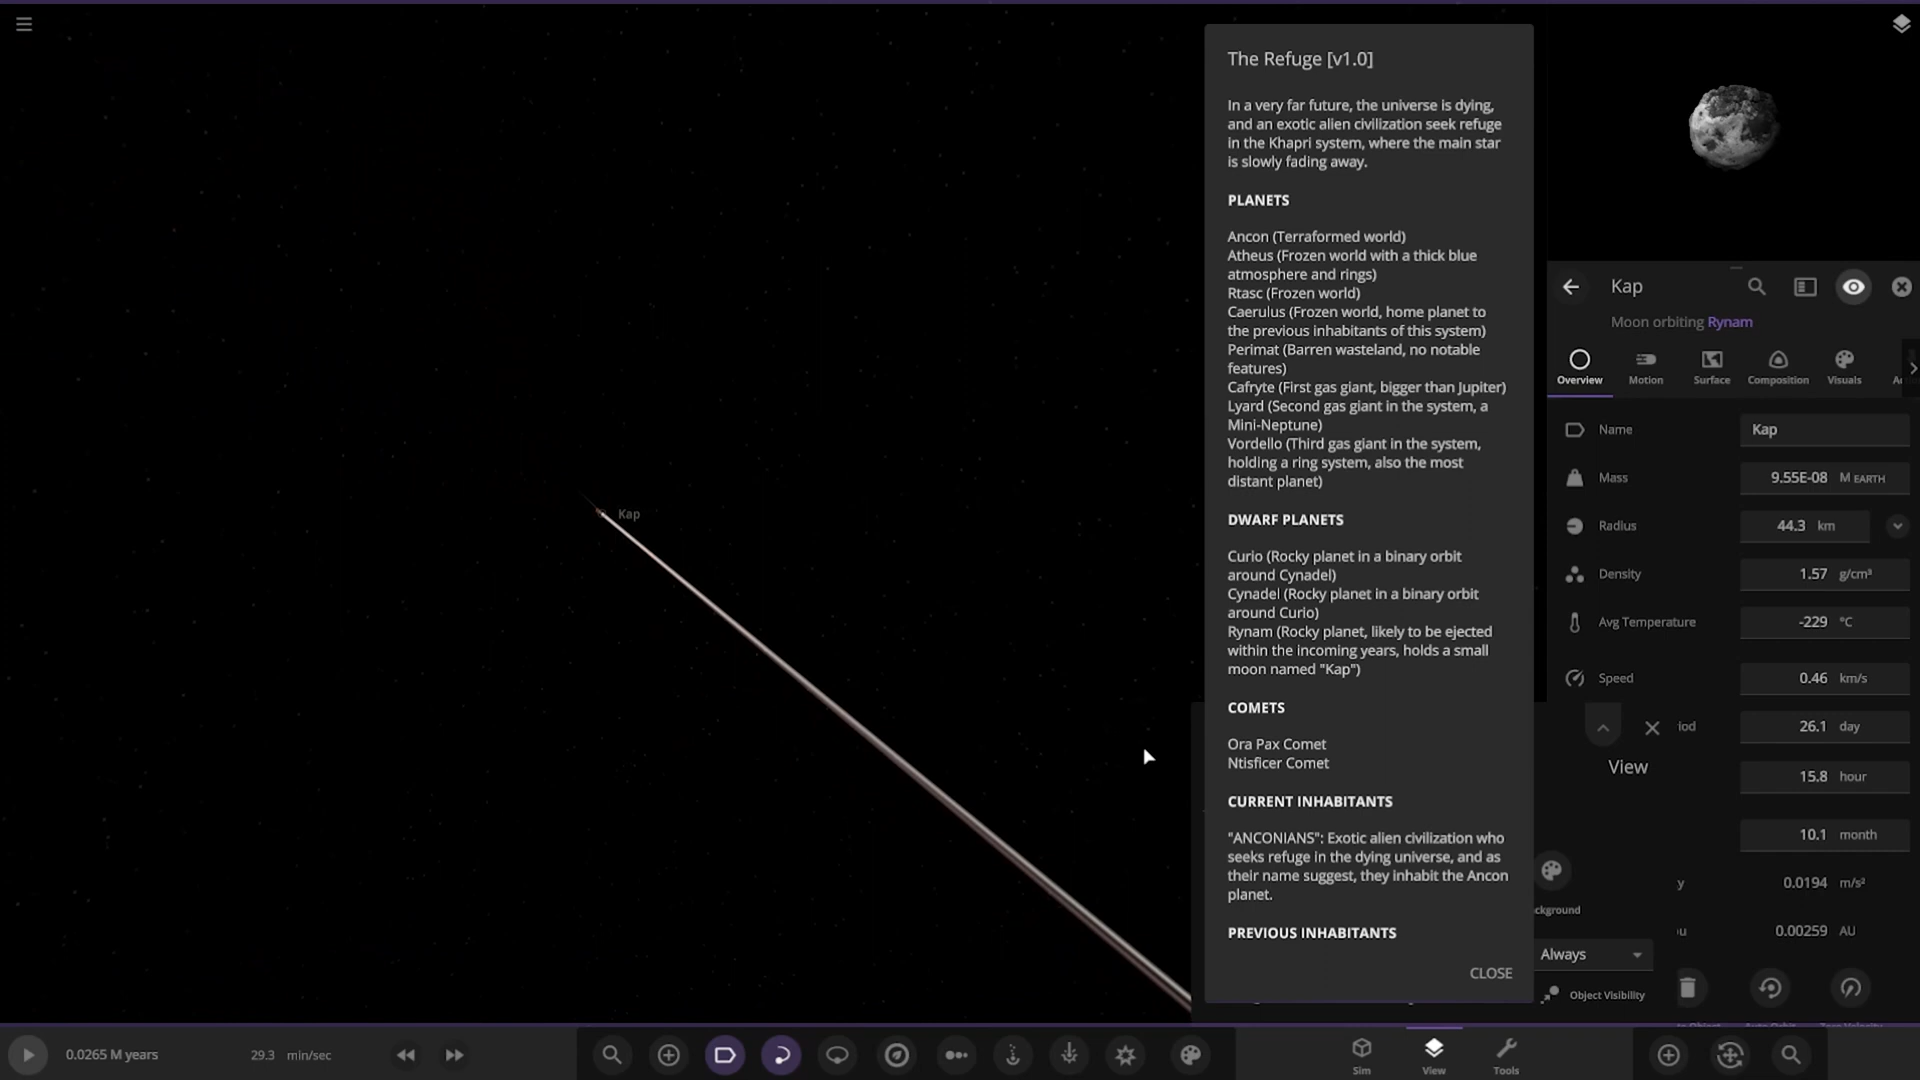 The Refuge [v1.0]
In a very far future, the universe is dying,
and an exotic alien civilization seek refuge
in the Khapri system, where the main star
is slowly fading away.
PLANETS
Ancon (Terraformed world)
Atheus (Frozen world with a thick blue
atmosphere and rings)
Rtasc (Frozen world)
Caerulus (Frozen world, home planet to
the previous inhabitants of this system)
Perimat (Barren wasteland, no notable
features)
Cafryte (First gas giant, bigger than Jupiter)
Lyard (Second gas giant in the system, a
Mini-Neptune)
Vordello (Third gas giant in the system,
holding a ring system, also the most
distant planet)
DWARF PLANETS
Curio (Rocky planet in a binary orbit
around Cynadel)
Cynadel (Rocky planet in a binary orbit
around Curio)
Rynam (Rocky planet, likely to be ejected
within the incoming years, holds a small
moon named "Kap")
COMETS
Ora Pax Comet
Ntisficer Comet
CURRENT INHABITANTS
"ANCONIANS": Exotic alien civilization who
seeks refuge in the dying universe, and as
their name suggest, they inhabit the Ancon
planet.
PREVIOUS INHABITANTS
CLOSE
Kap
Kap
Moon orbiting Rynam
Overview Motion Surface Composition Visuals
Name Kap
Mass 9.55E-08 M EARTH
Radius 44.3 km
Density 1.57 g/cm³
Avg Temperature -229 °C
Speed 0.46 km/s
iod 26.1 day
View
15.8 hour
10.1 month
y 0.0194 m/s²
ckground
0.00259 AU
Always
Object Visibility
0.0265 M years 29.3 min/sec
Sim View Tools